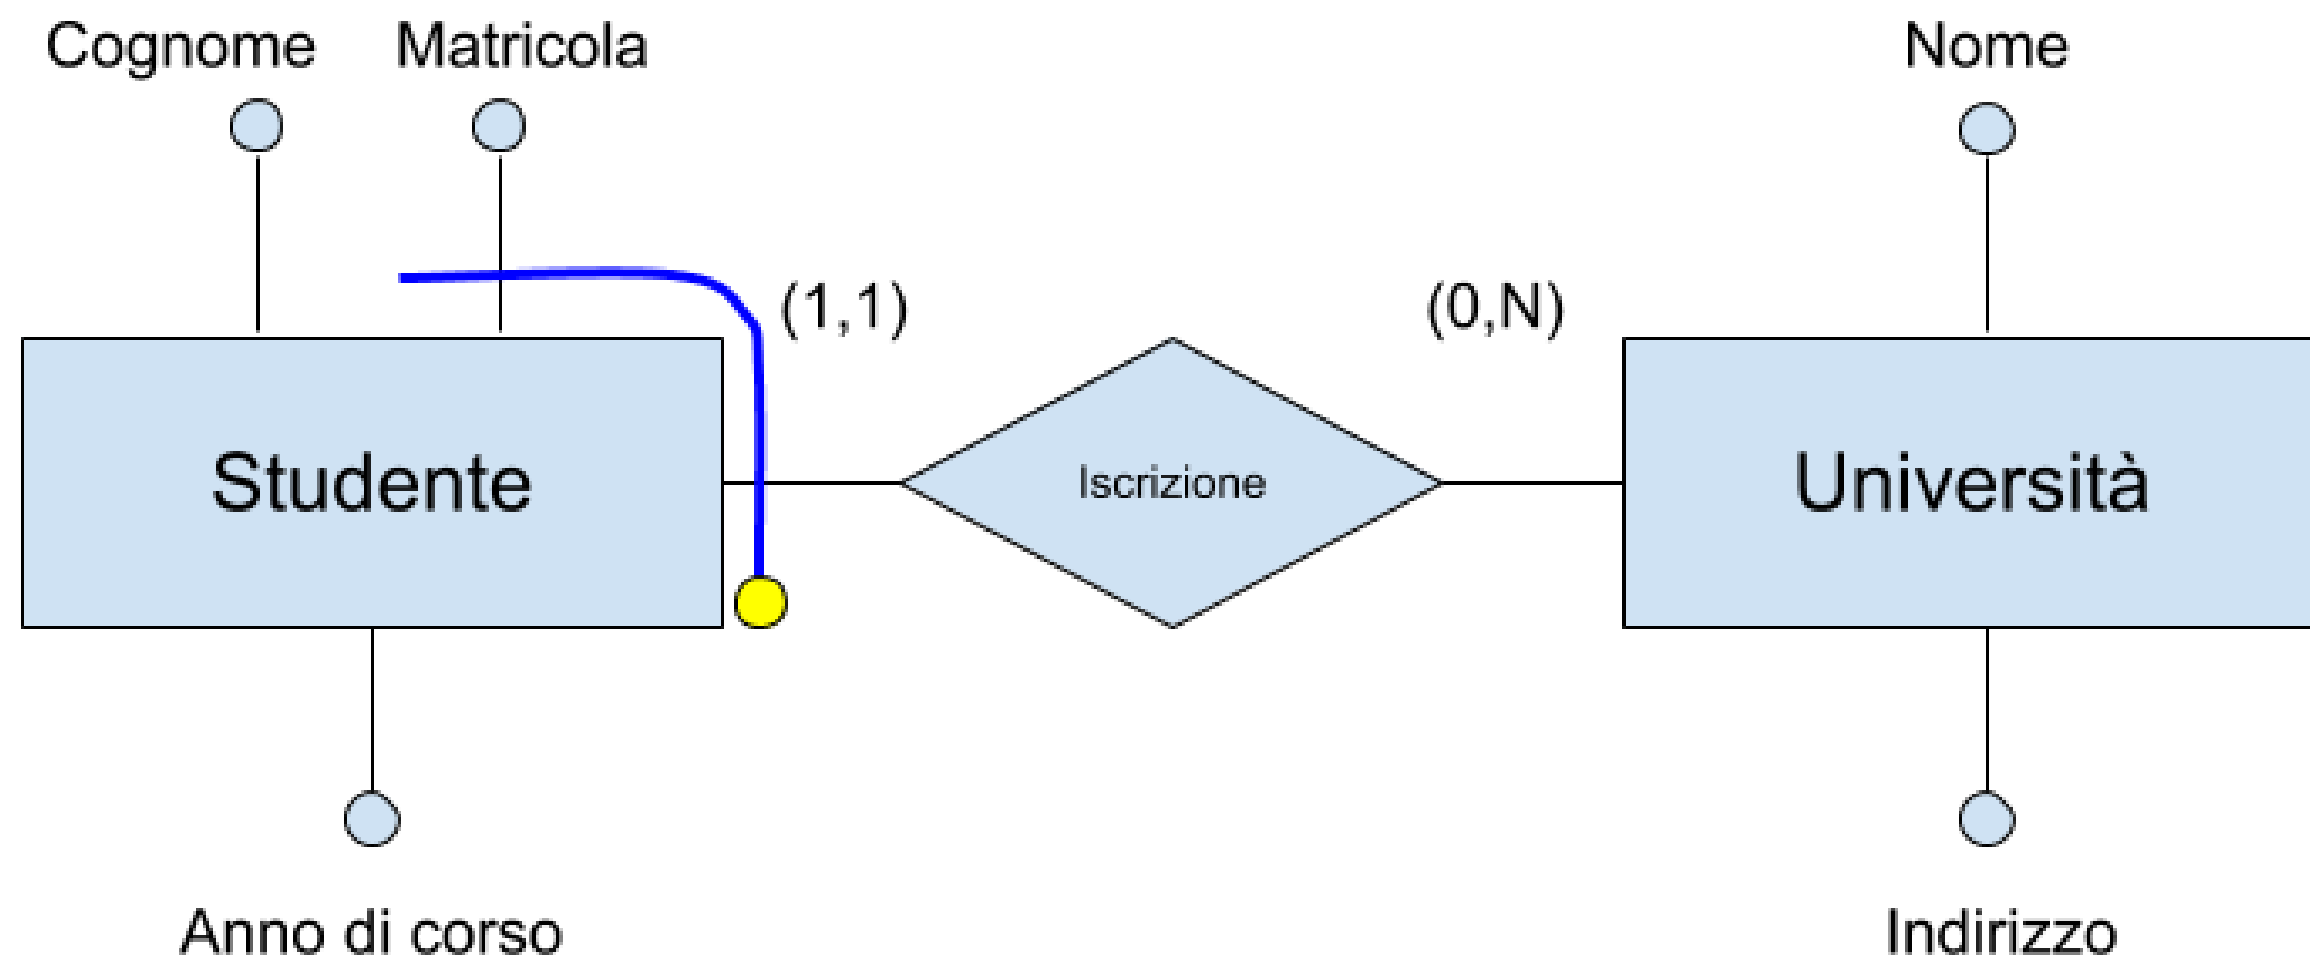 Cognome Matricola Nome
(1,1) (0,N)
Studente Iscrizione Università
Anno di corso Indirizzo